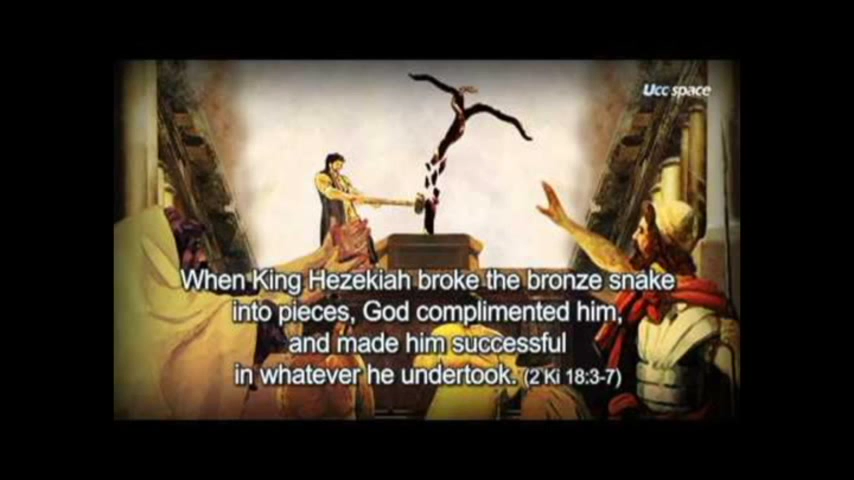 Ucc space
When King Hezekiah broke the bronze snake
into pieces, God complimented him,
and made him successful
in whatever he undertook. (2 Ki 18:3-7)